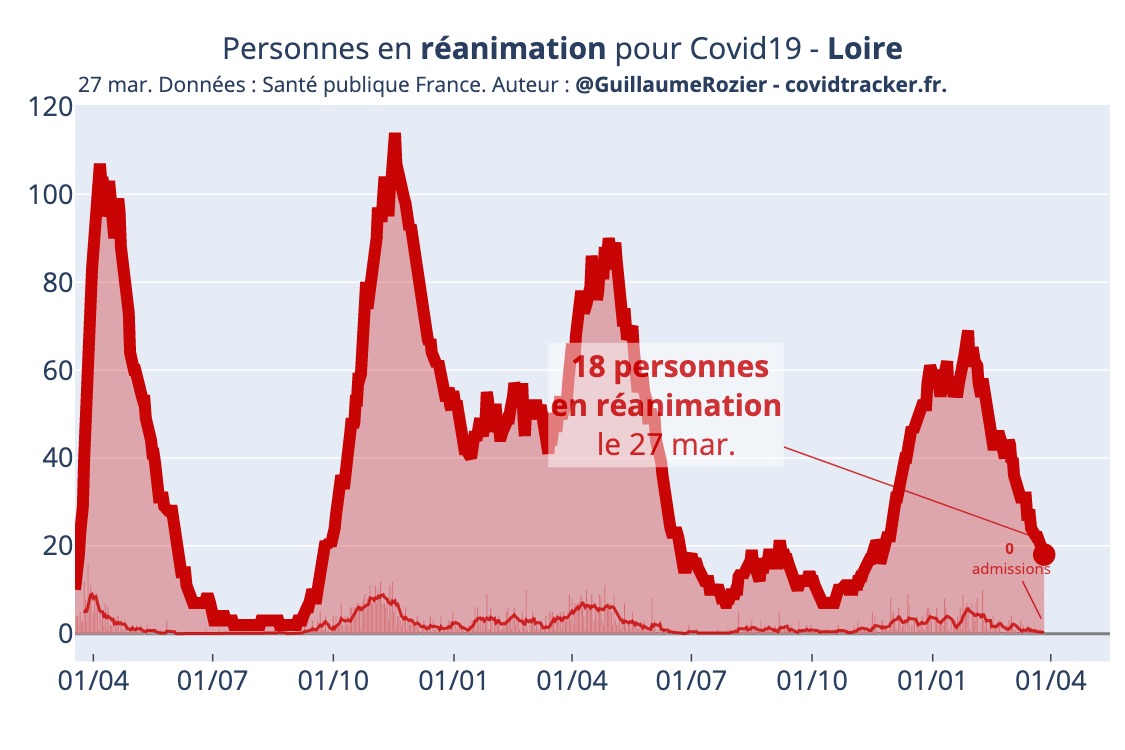 Personnes en réanimation pour Covid19 - Loire
27 mar. Données : Santé publique France. Auteur : @GuillaumeRozier - covidtracker.fr.
120
100
80
60
40
20
0
18 personnes
en réanimation
le 27 mar.
0
admissions
01/04 01/07 01/10 01/01 01/04 01/07 01/10 01/01 01/04